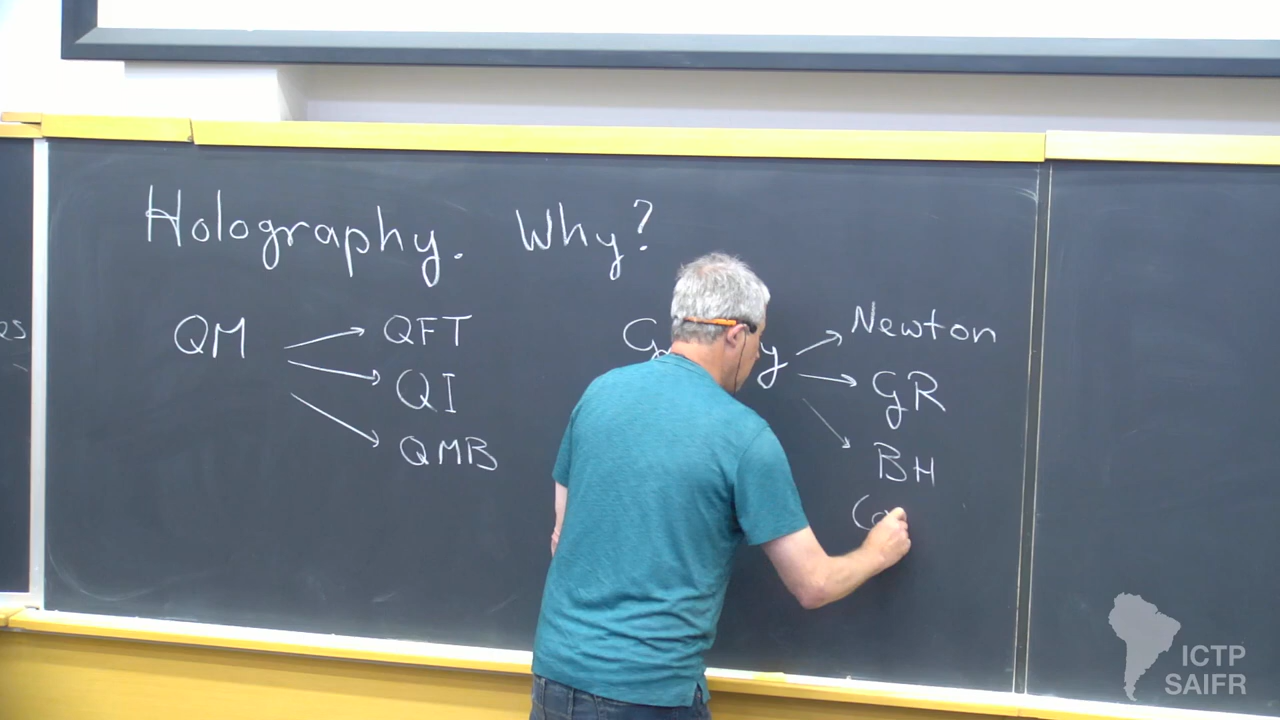 Holography. Why?
QM
QFT
QI
QMB
Newton
GR
BH
ICTP
SAIFR